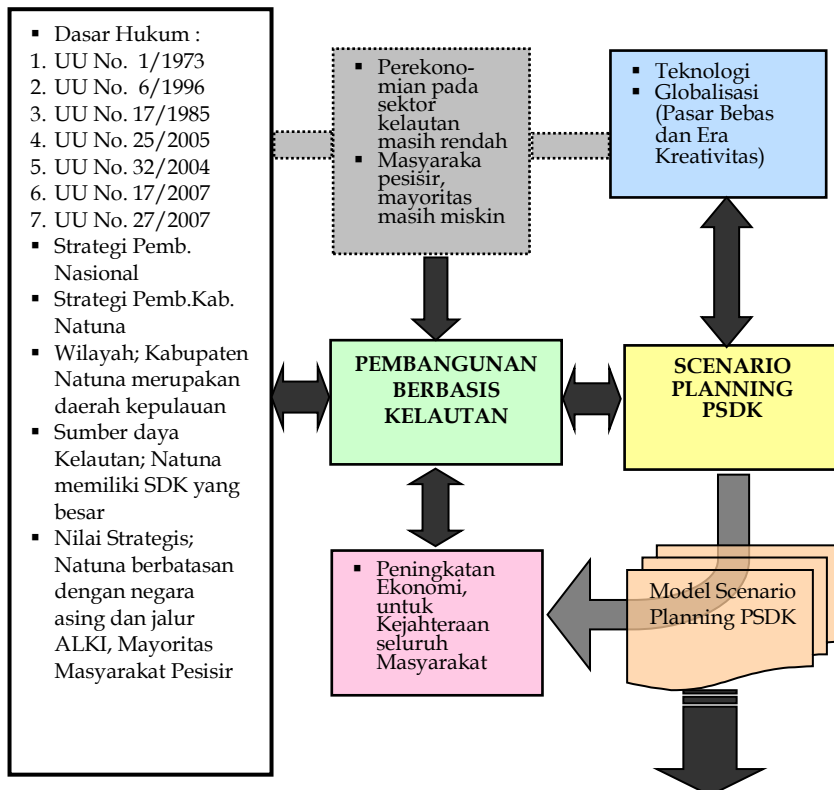 ▪ Dasar Hukum :
1. UU No. 1/1973
2. UU No. 6/1996
3. UU No. 17/1985
4. UU No. 25/2005
5. UU No. 32/2004
6. UU No. 17/2007
7. UU No. 27/2007
▪ Strategi Pemb.
Nasional
▪ Strategi Pemb.Kab.
Natuna
▪ Wilayah; Kabupaten
Natuna merupakan
daerah kepulauan
▪ Sumber daya
Kelautan; Natuna
memiliki SDK yang
besar
▪ Nilai Strategis;
Natuna berbatasan
dengan negara
asing dan jalur
ALKI, Mayoritas
Masyarakat Pesisir
▪ Perekono-
mian pada
sektor
kelautan
masih rendah
▪ Masyaraka
pesisir,
mayoritas
masih miskin
▪ Teknologi
▪ Globalisasi
(Pasar Bebas
dan Era
Kreativitas)
PEMBANGUNAN
BERBASIS
KELAUTAN
SCENARIO
PLANNING
PSDK
▪ Peningkatan
Ekonomi,
untuk
Kejahteraan
seluruh
Masyarakat
Model Scenario
Planning PSDK